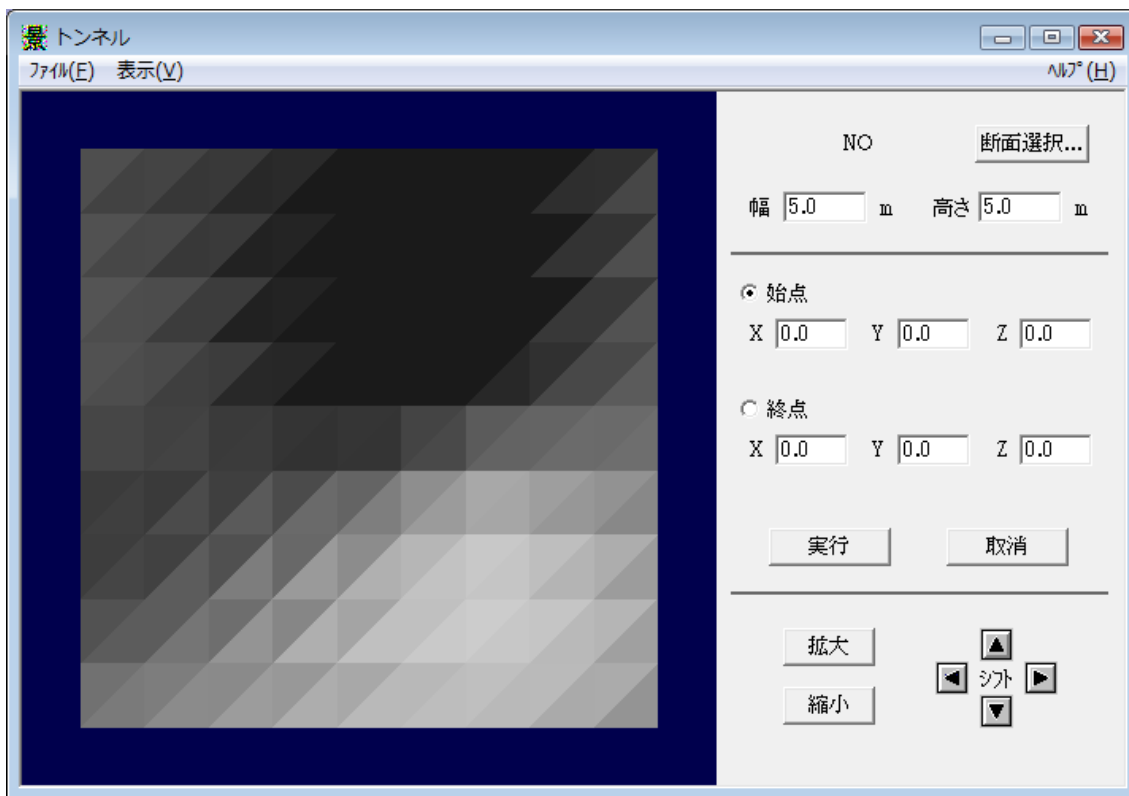 景 トンネル
ﾌｧｲﾙ(F) 表示(V) ﾍﾙﾌﾟ(H)
NO 断面選択...
幅 5.0 m 高さ 5.0 m
始点
X 0.0 Y 0.0 Z 0.0
終点
X 0.0 Y 0.0 Z 0.0
実行 取消
拡大
ｼﾌﾄ
縮小